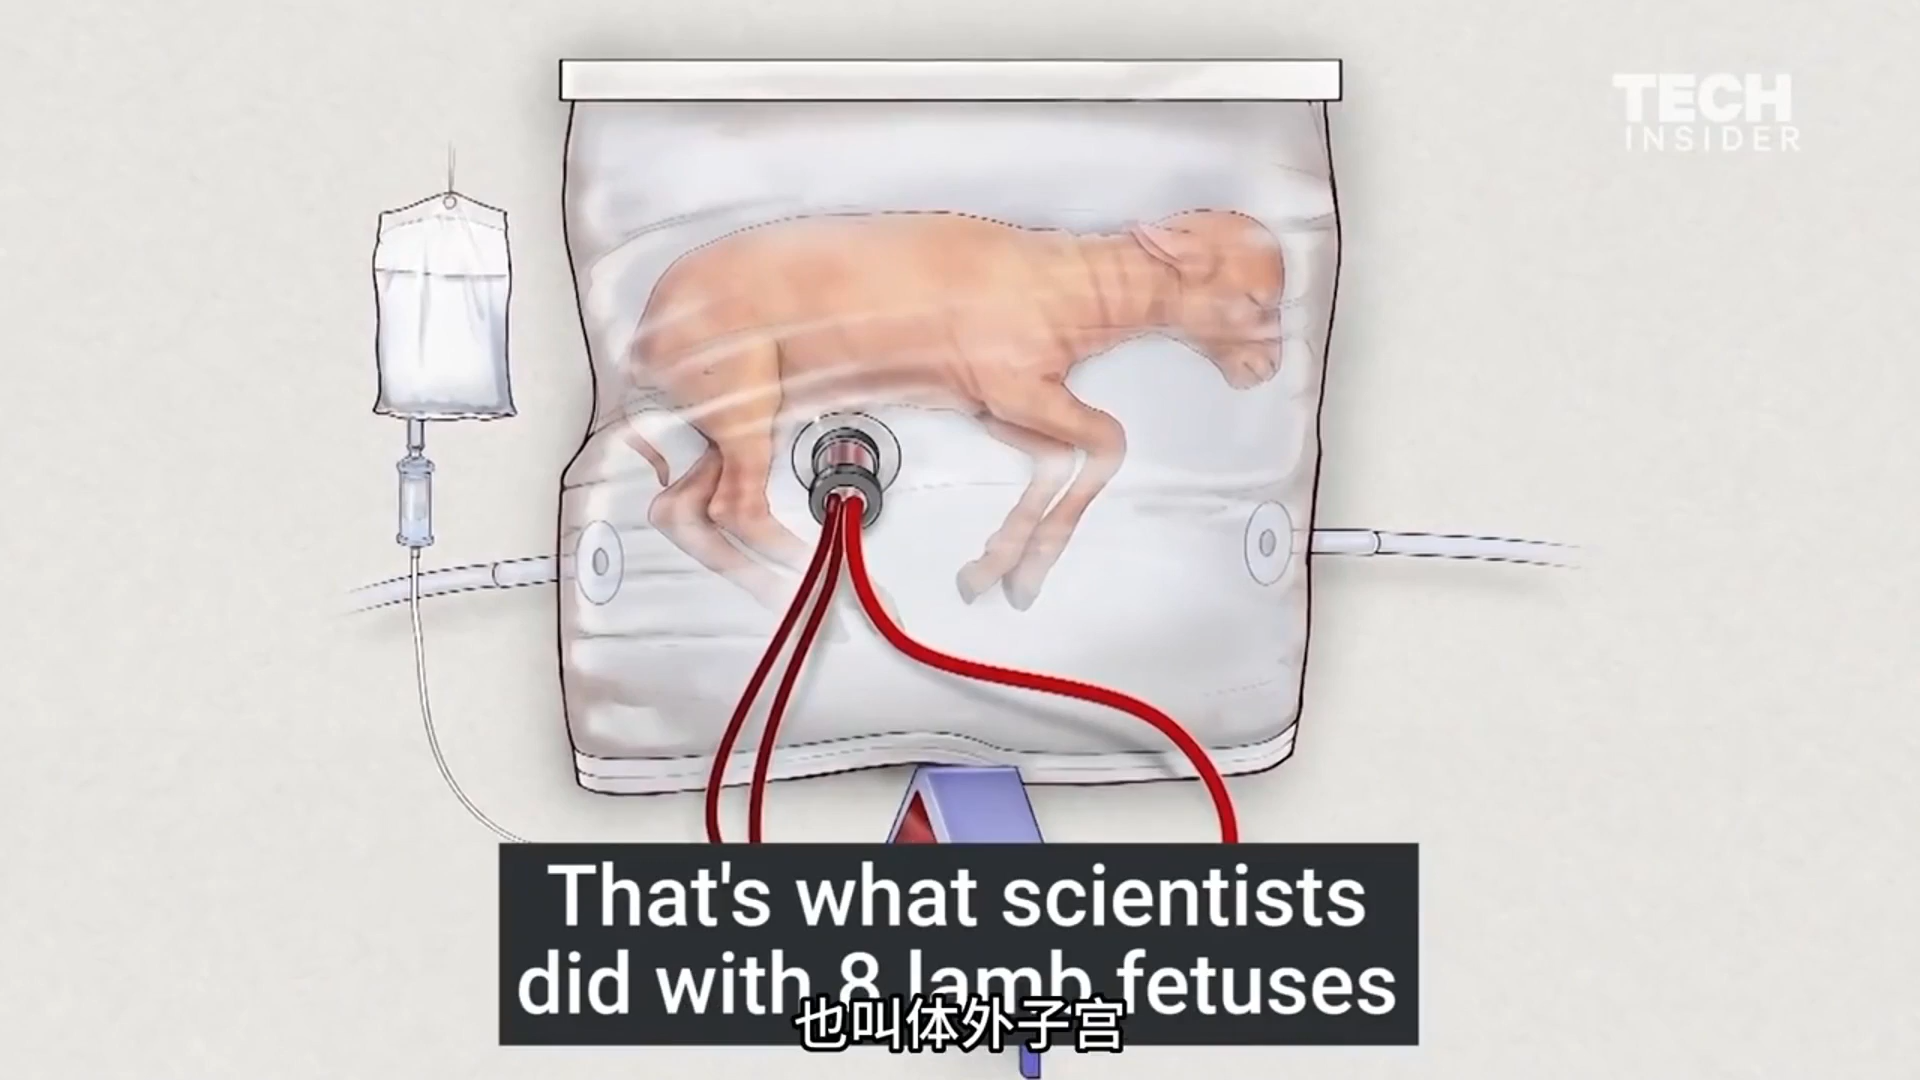 TECH
INSIDER
That's what scientists
did with 8 lamb fetuses
也叫体外子宫